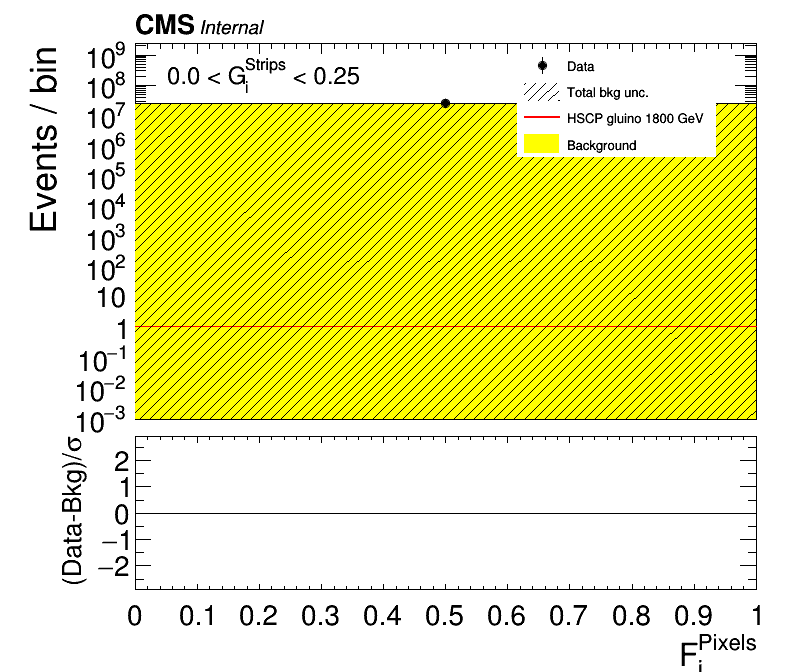 CMS Internal
Events / bin
10⁹
10⁸
10⁷
10⁶
10⁵
10⁴
10³
10²
10
1
10⁻¹
10⁻²
10⁻³
0.0 < Gᵢ^Strips < 0.25
Data
Total bkg unc.
HSCP gluino 1800 GeV
Background
(Data-Bkg)/σ
2
1
0
−1
−2
0 0.1 0.2 0.3 0.4 0.5 0.6 0.7 0.8 0.9 1
Fᵢ^Pixels